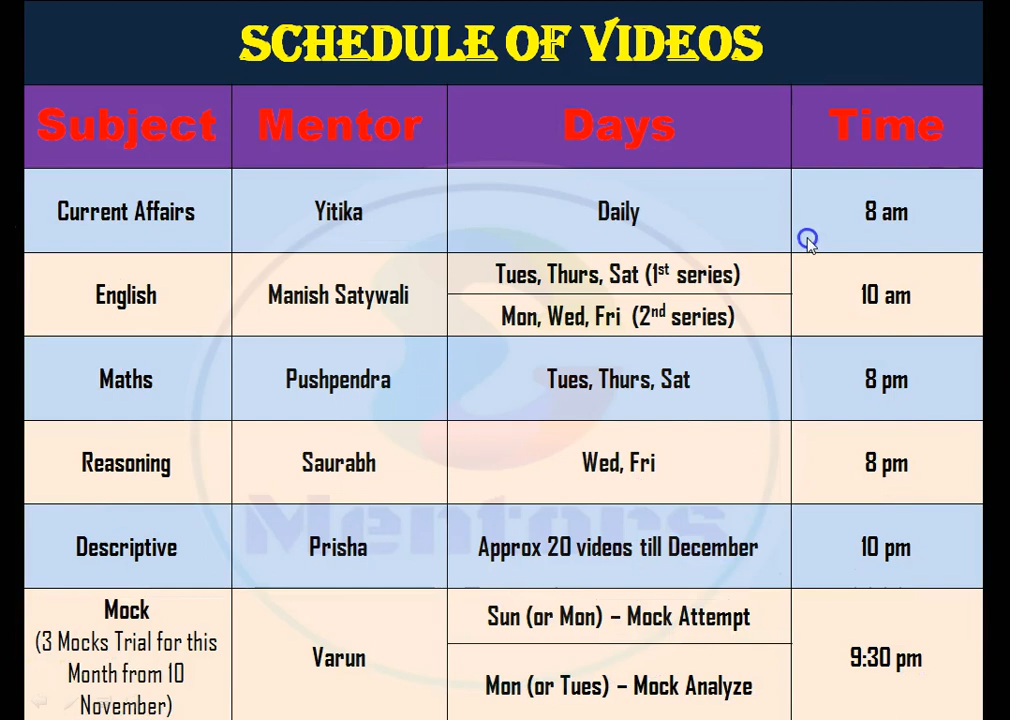 SCHEDULE OF VIDEOS
Subject Mentor Days Time
Current Affairs Yitika Daily 8 am
English Manish Satywali Tues, Thurs, Sat (1st series) 10 am
Mon, Wed, Fri (2nd series)
Maths Pushpendra Tues, Thurs, Sat 8 pm
Reasoning Saurabh Wed, Fri 8 pm
Mentors
Descriptive Prisha Approx 20 videos till December 10 pm
Mock
(3 Mocks Trial for this
Month from 10
November)
Varun
Sun (or Mon) – Mock Attempt
Mon (or Tues) – Mock Analyze
9:30 pm